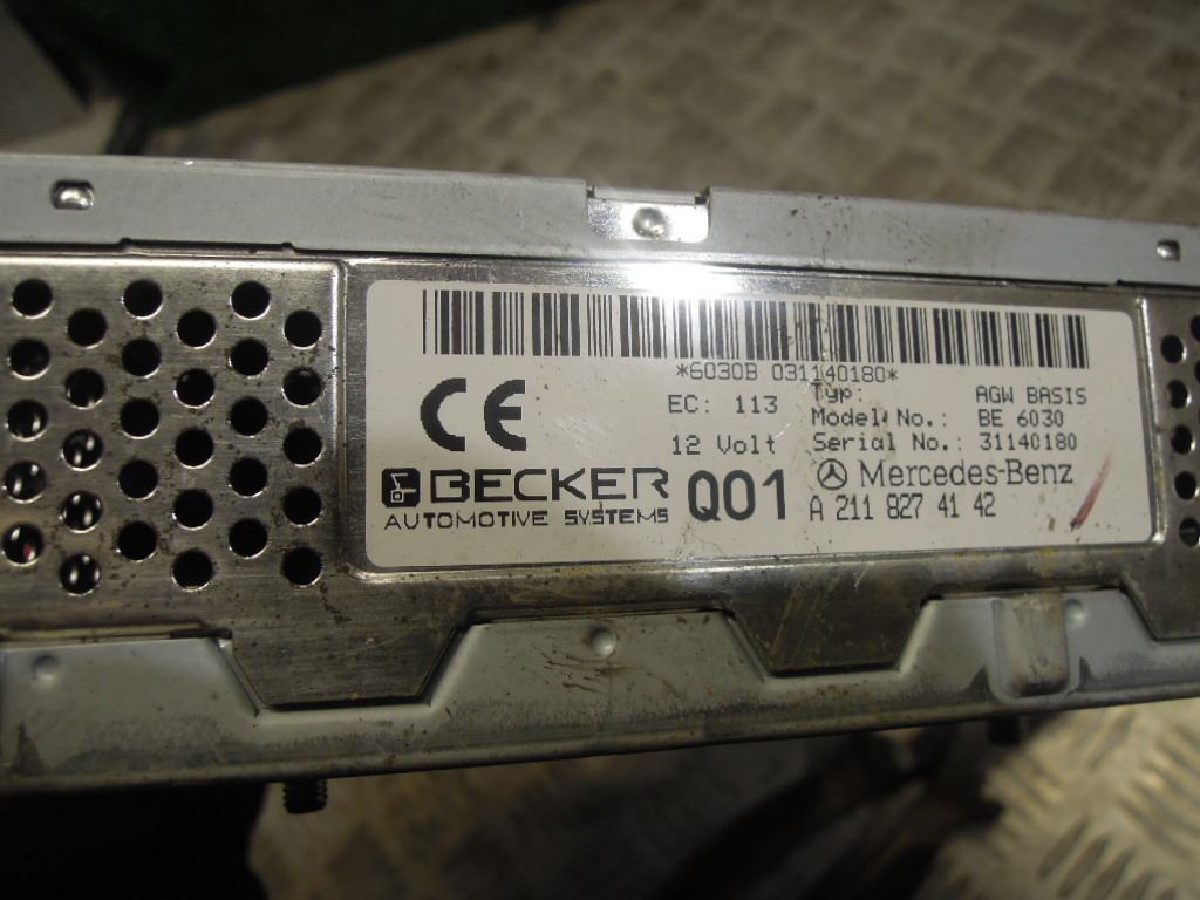 *6030B 031140180*
CE
EC: 113
Typ: AGW BASIS
Model No.: BE 6030
12 Volt
Serial No.: 31140180
BECKER
AUTOMOTIVE SYSTEMS
Q01
Mercedes-Benz
A 211 827 41 42